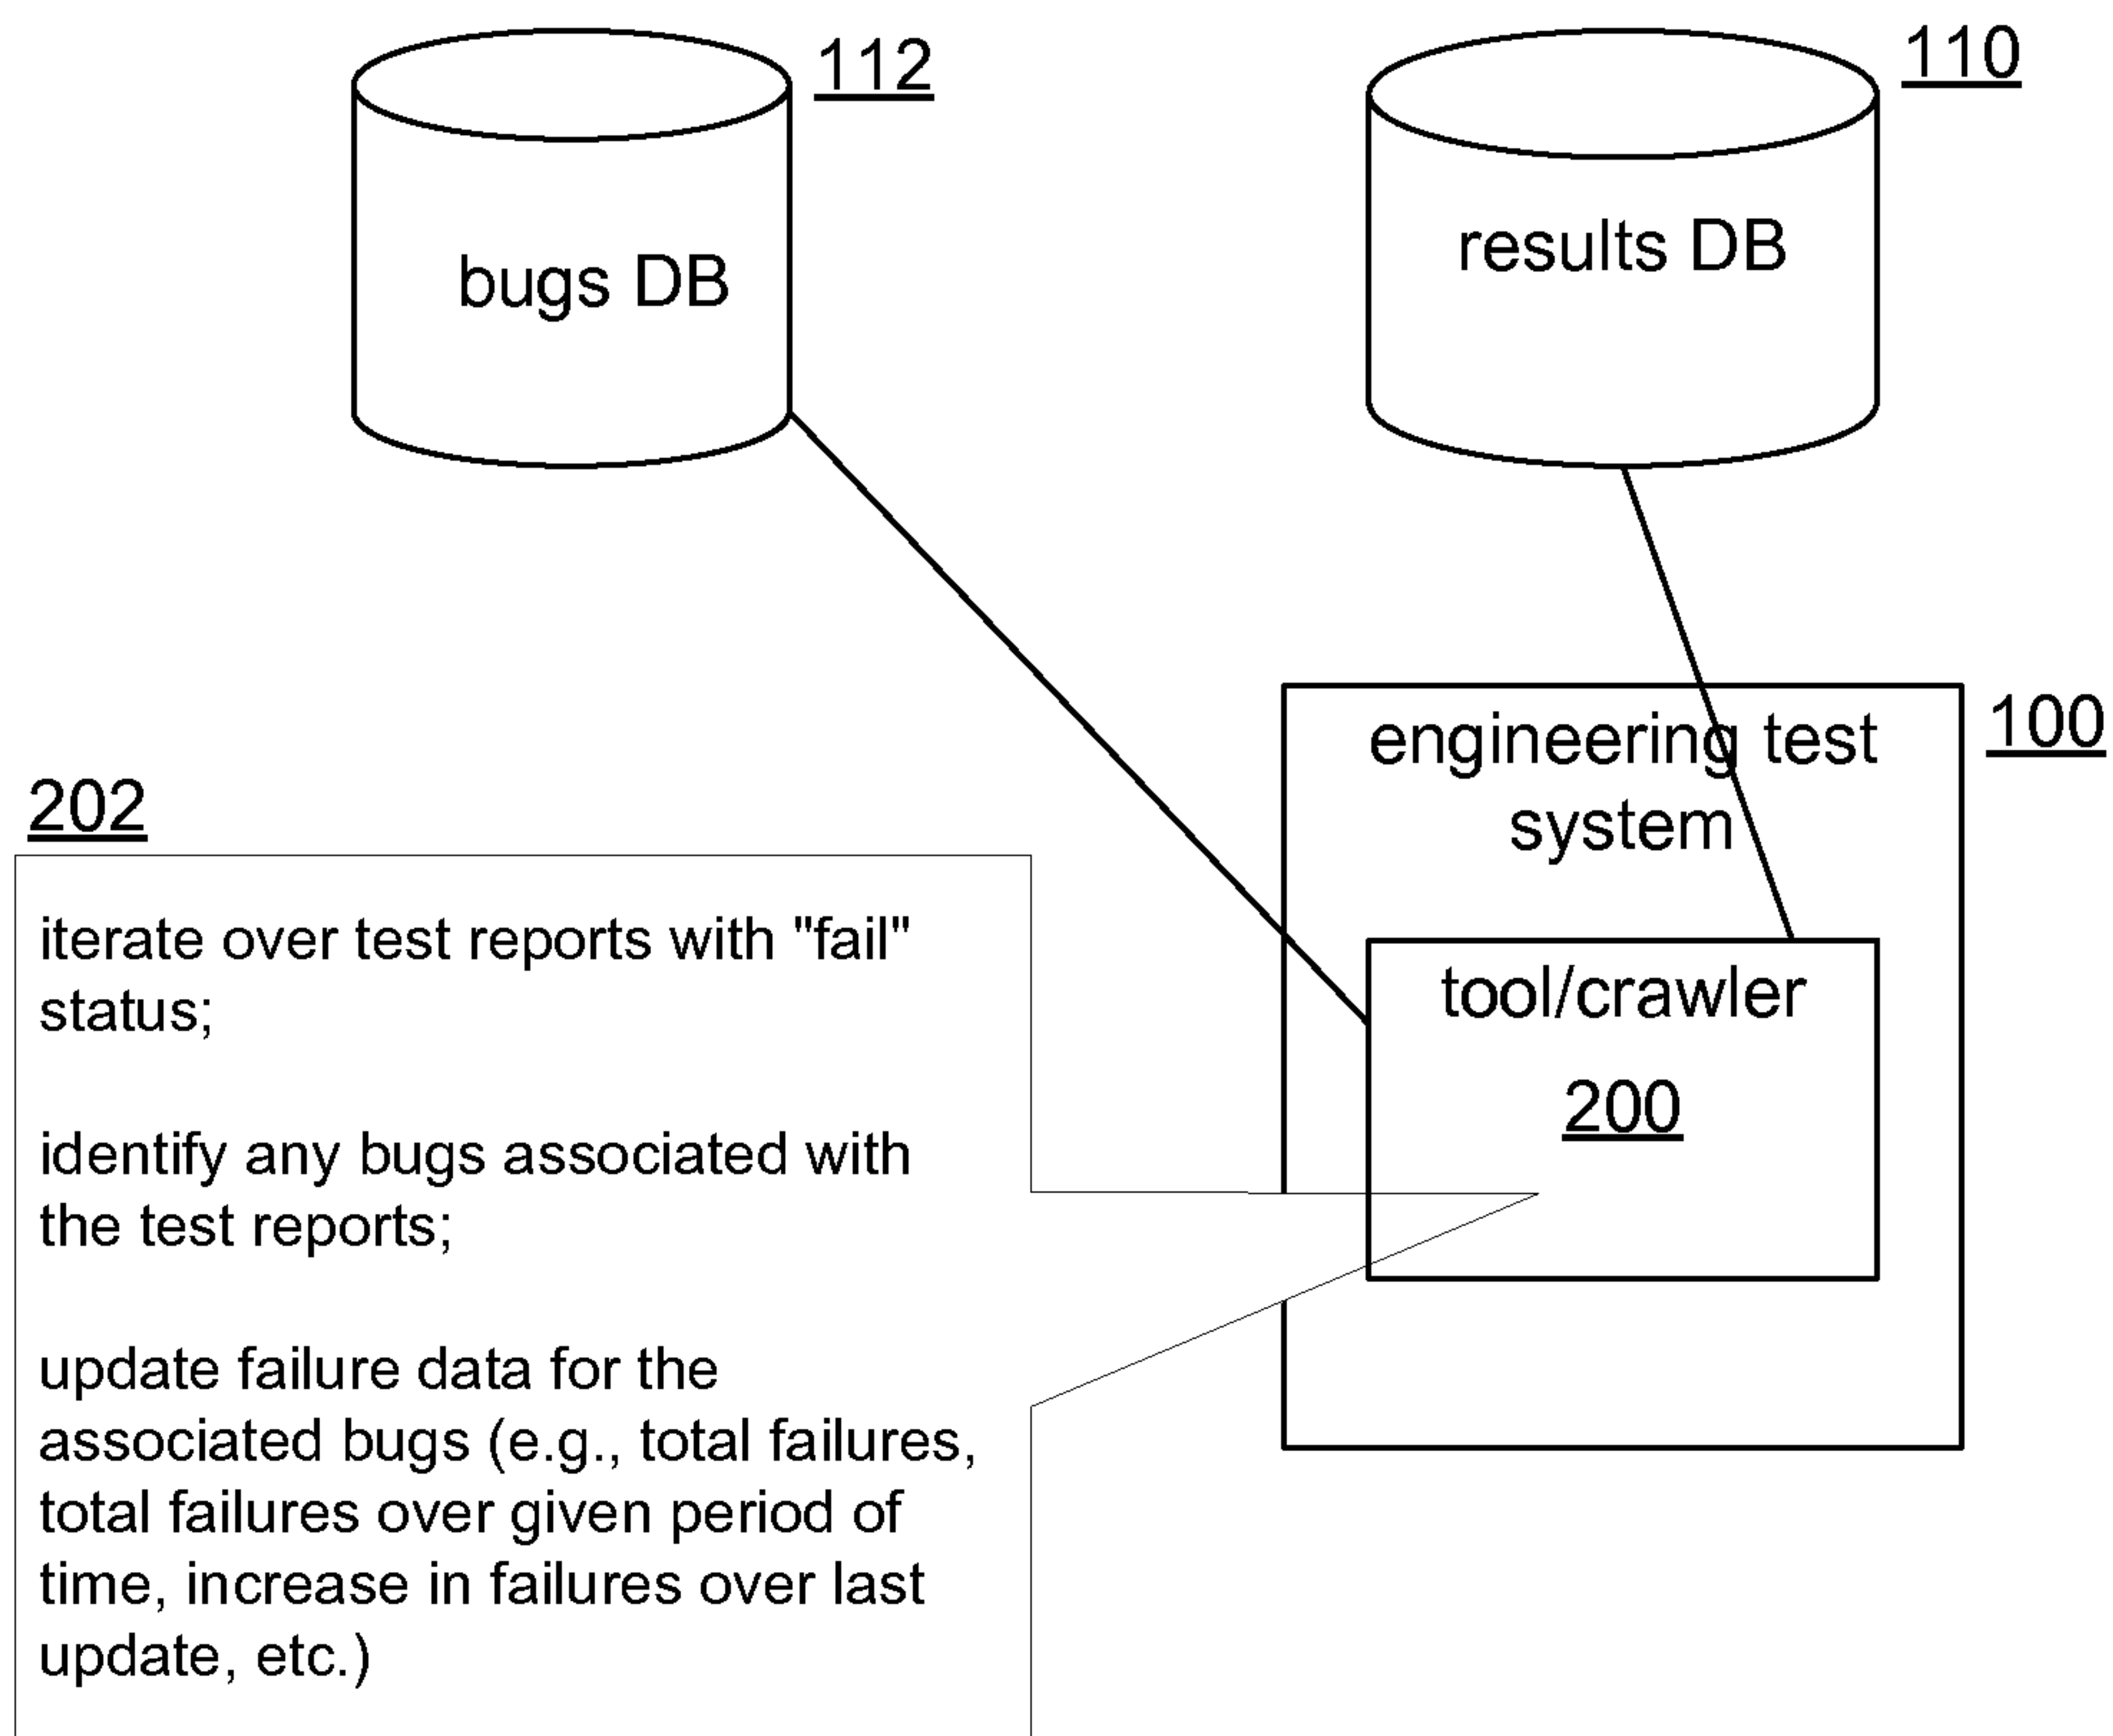 112
110
bugs DB
results DB
engineering test
system
100
202
tool/crawler
200
iterate over test reports with "fail"
status;
identify any bugs associated with
the test reports;
update failure data for the
associated bugs (e.g., total failures,
total failures over given period of
time, increase in failures over last
update, etc.)